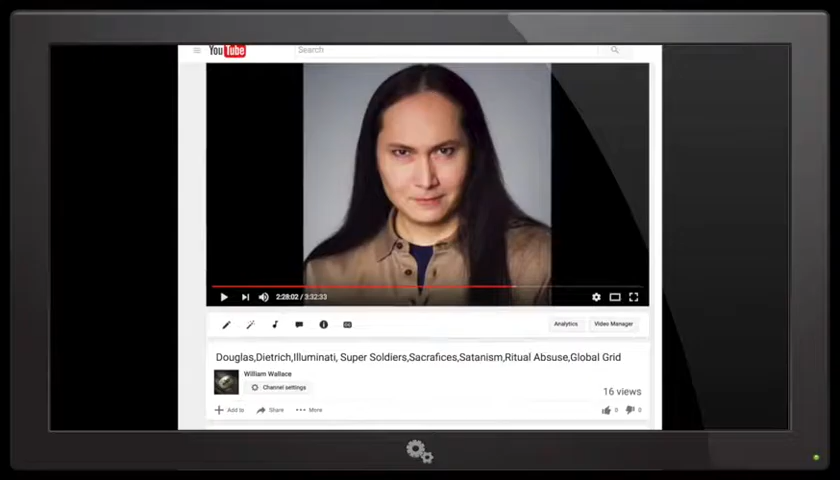 YouTube
Search
2:28:02 / 3:32:33
Analytics
Video Manager
Douglas,Dietrich,Illuminati, Super Soldiers,Sacrafices,Satanism,Ritual Abuse,Global Grid
William Wallace
Channel settings
16 views
Add to
Share
More
0
0